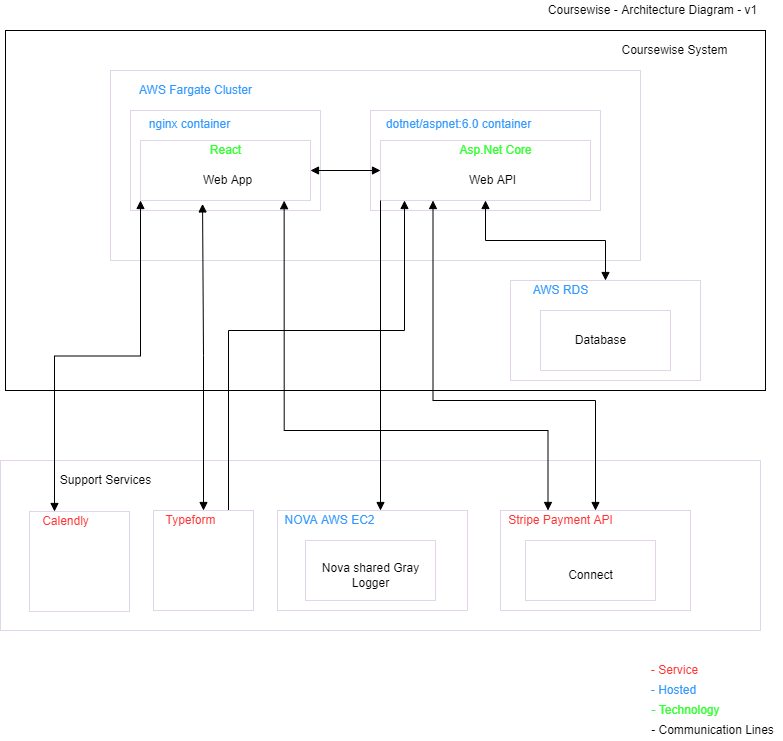 Coursewise - Architecture Diagram - v1
Coursewise System
AWS Fargate Cluster
nginx container
dotnet/aspnet:6.0 container
React
Asp.Net Core
Web App
Web API
AWS RDS
Database
Support Services
Calendly
Typeform
NOVA AWS EC2
Stripe Payment API
Nova shared Gray
Logger
Connect
- Service
- Hosted
- Technology
- Communication Lines